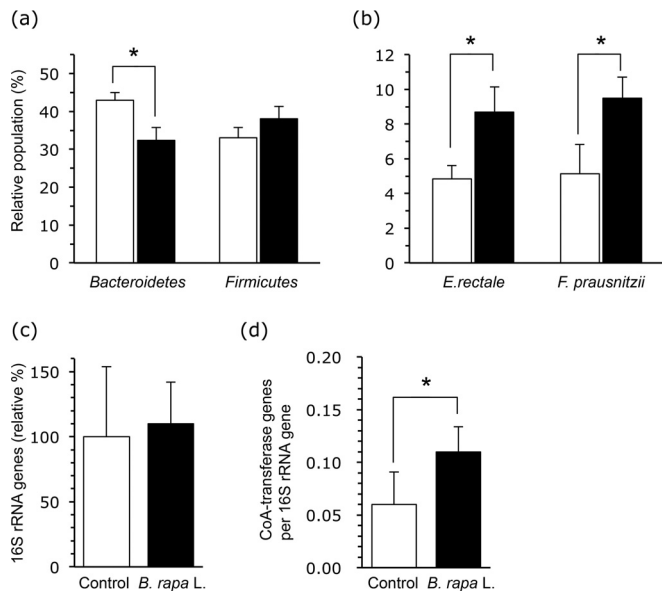 (a)
Relative population (%)
50
40
30
20
10
0
*
Bacteroidetes
Firmicutes
(b)
12
10
8
6
4
2
0
*
*
E.rectale
F. prausnitzii
(c)
16S rRNA genes (relative %)
150
100
50
0
Control
B. rapa L.
(d)
CoA-transferase genes
per 16S rRNA gene
0.20
0.15
0.10
0.05
0.00
*
Control
B. rapa L.